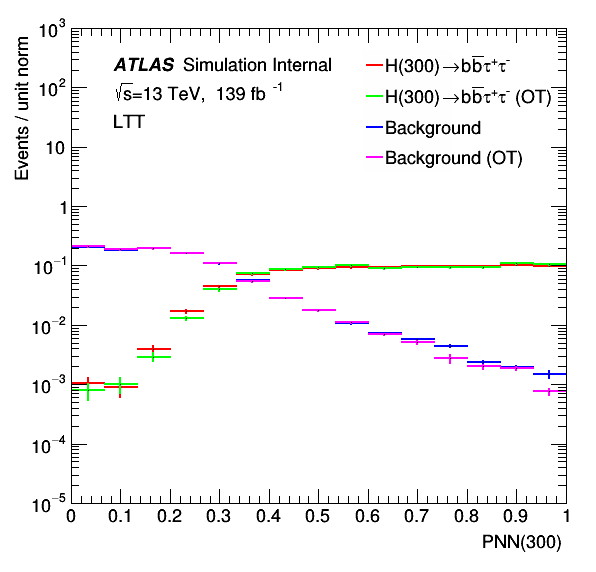 Events / unit norm
10³
10²
10
1
10⁻¹
10⁻²
10⁻³
10⁻⁴
10⁻⁵
ATLAS Simulation Internal
√s=13 TeV, 139 fb⁻¹
LTT
H(300)→bb̅τ⁺τ⁻
H(300)→bb̅τ⁺τ⁻ (OT)
Background
Background (OT)
0 0.1 0.2 0.3 0.4 0.5 0.6 0.7 0.8 0.9 1
PNN(300)